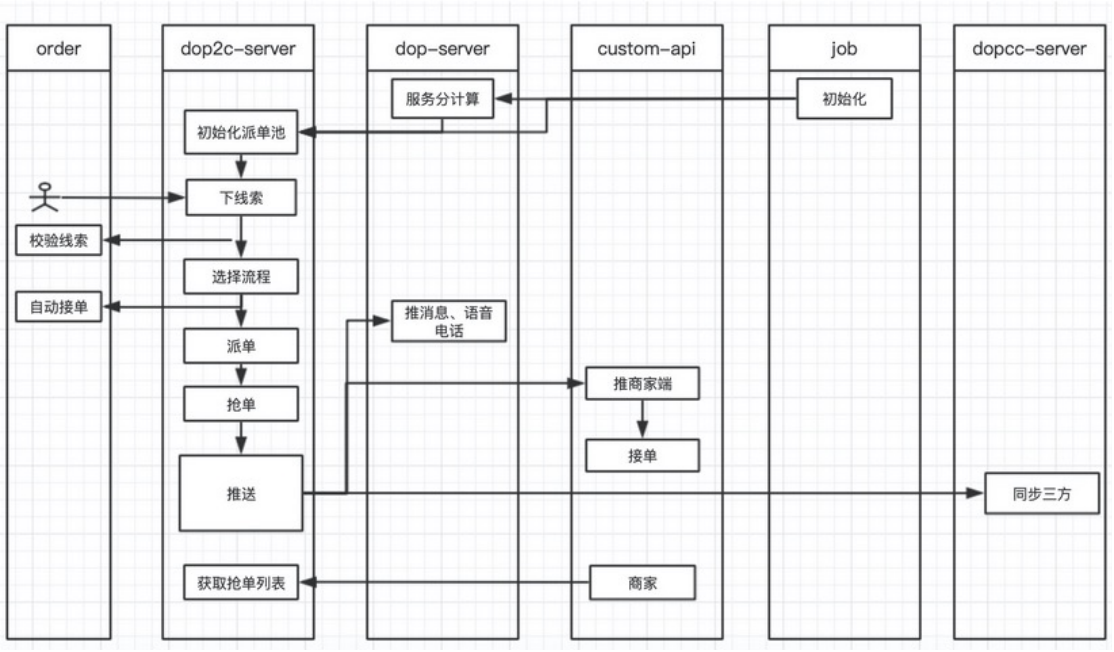 order
dop2c-server
dop-server
custom-api
job
dopcc-server
服务分计算
初始化
初始化派单池
下线索
校验线索
选择流程
自动接单
推消息、语音
电话
派单
推商家端
抢单
接单
推送
同步三方
获取抢单列表
商家